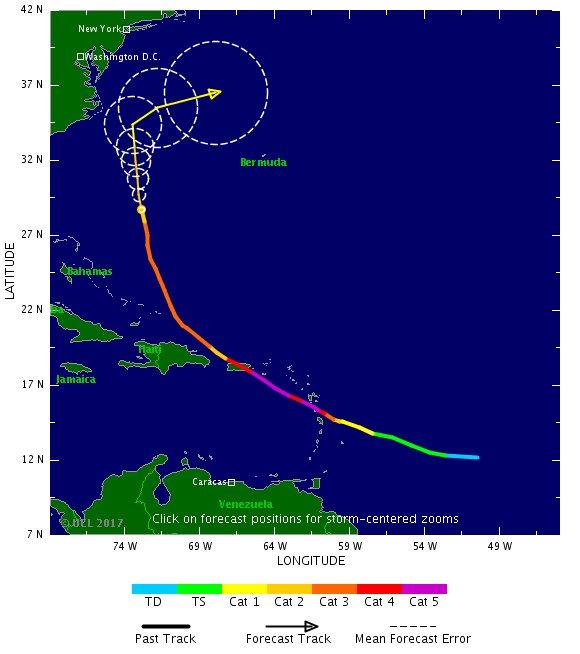 42 N
New York
Washington D.C.
37 N
32 N
Bermuda
27 N
Bahamas
22 N
Haiti
Jamaica
17 N
12 N
Caracas
Venezuela
© UCL 2017
Click on forecast positions for storm-centered zooms
7 N
74 W 69 W 64 W 59 W 54 W 49 W
LATITUDE
LONGITUDE
TD TS Cat 1 Cat 2 Cat 3 Cat 4 Cat 5
Past Track Forecast Track Mean Forecast Error